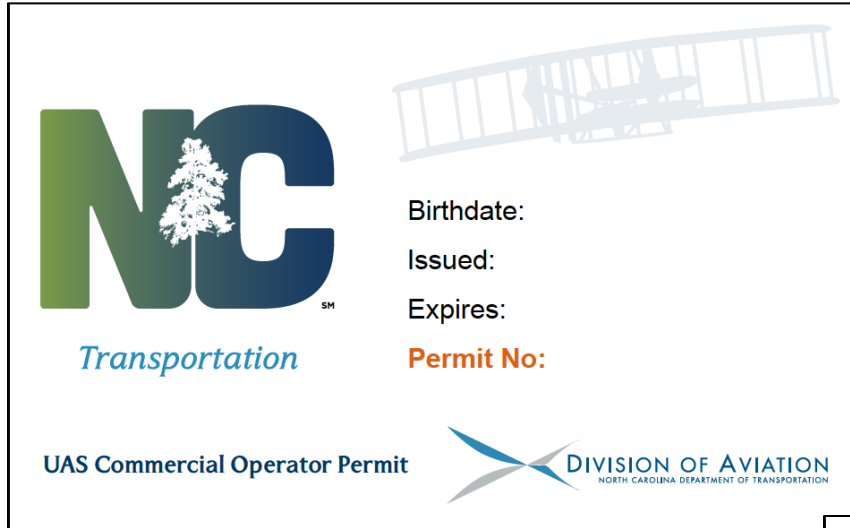 NC
SM
Transportation
Birthdate:
Issued:
Expires:
Permit No:
UAS Commercial Operator Permit
DIVISION OF AVIATION
NORTH CAROLINA DEPARTMENT OF TRANSPORTATION